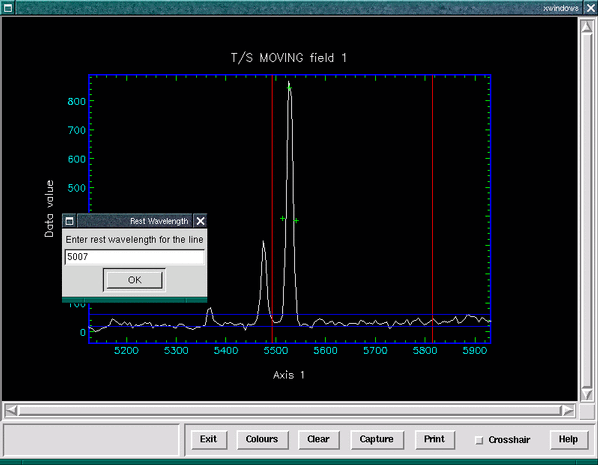 xwindows
T/S MOVING field 1
800
700
600
500
Data value
Rest Wavelength
Enter rest wavelength for the line
5007
OK
100
0
5200 5300 5400 5500 5600 5700 5800 5900
Axis 1
Exit Colours Clear Capture Print Crosshair Help